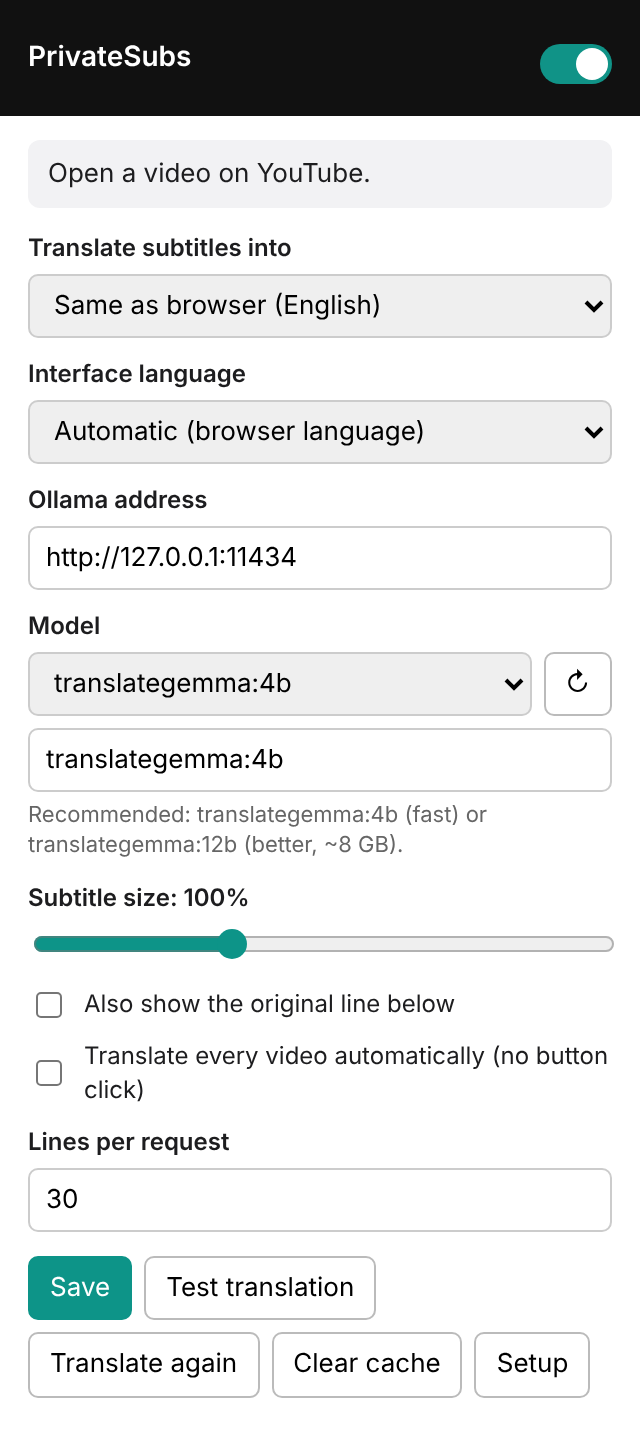 PrivateSubs
Open a video on YouTube.
Translate subtitles into
Same as browser (English)
Interface language
Automatic (browser language)
Ollama address
http://127.0.0.1:11434
Model
translategemma:4b
↻
translategemma:4b
Recommended: translategemma:4b (fast) or
translategemma:12b (better, ~8 GB).
Subtitle size: 100%
Also show the original line below
Translate every video automatically (no button
click)
Lines per request
30
Save
Test translation
Translate again
Clear cache
Setup